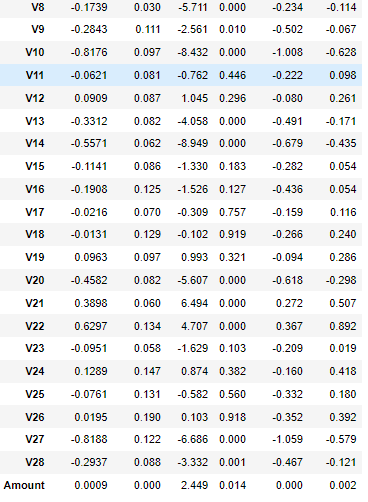 V8 -0.1739 0.030 -5.711 0.000 -0.234 -0.114
V9 -0.2843 0.111 -2.561 0.010 -0.502 -0.067
V10 -0.8176 0.097 -8.432 0.000 -1.008 -0.628
V11 -0.0621 0.081 -0.762 0.446 -0.222 0.098
V12 0.0909 0.087 1.045 0.296 -0.080 0.261
V13 -0.3312 0.082 -4.058 0.000 -0.491 -0.171
V14 -0.5571 0.062 -8.949 0.000 -0.679 -0.435
V15 -0.1141 0.086 -1.330 0.183 -0.282 0.054
V16 -0.1908 0.125 -1.526 0.127 -0.436 0.054
V17 -0.0216 0.070 -0.309 0.757 -0.159 0.116
V18 -0.0131 0.129 -0.102 0.919 -0.266 0.240
V19 0.0963 0.097 0.993 0.321 -0.094 0.286
V20 -0.4582 0.082 -5.607 0.000 -0.618 -0.298
V21 0.3898 0.060 6.494 0.000 0.272 0.507
V22 0.6297 0.134 4.707 0.000 0.367 0.892
V23 -0.0951 0.058 -1.629 0.103 -0.209 0.019
V24 0.1289 0.147 0.874 0.382 -0.160 0.418
V25 -0.0761 0.131 -0.582 0.560 -0.332 0.180
V26 0.0195 0.190 0.103 0.918 -0.352 0.392
V27 -0.8188 0.122 -6.686 0.000 -1.059 -0.579
V28 -0.2937 0.088 -3.332 0.001 -0.467 -0.121
Amount 0.0009 0.000 2.449 0.014 0.000 0.002